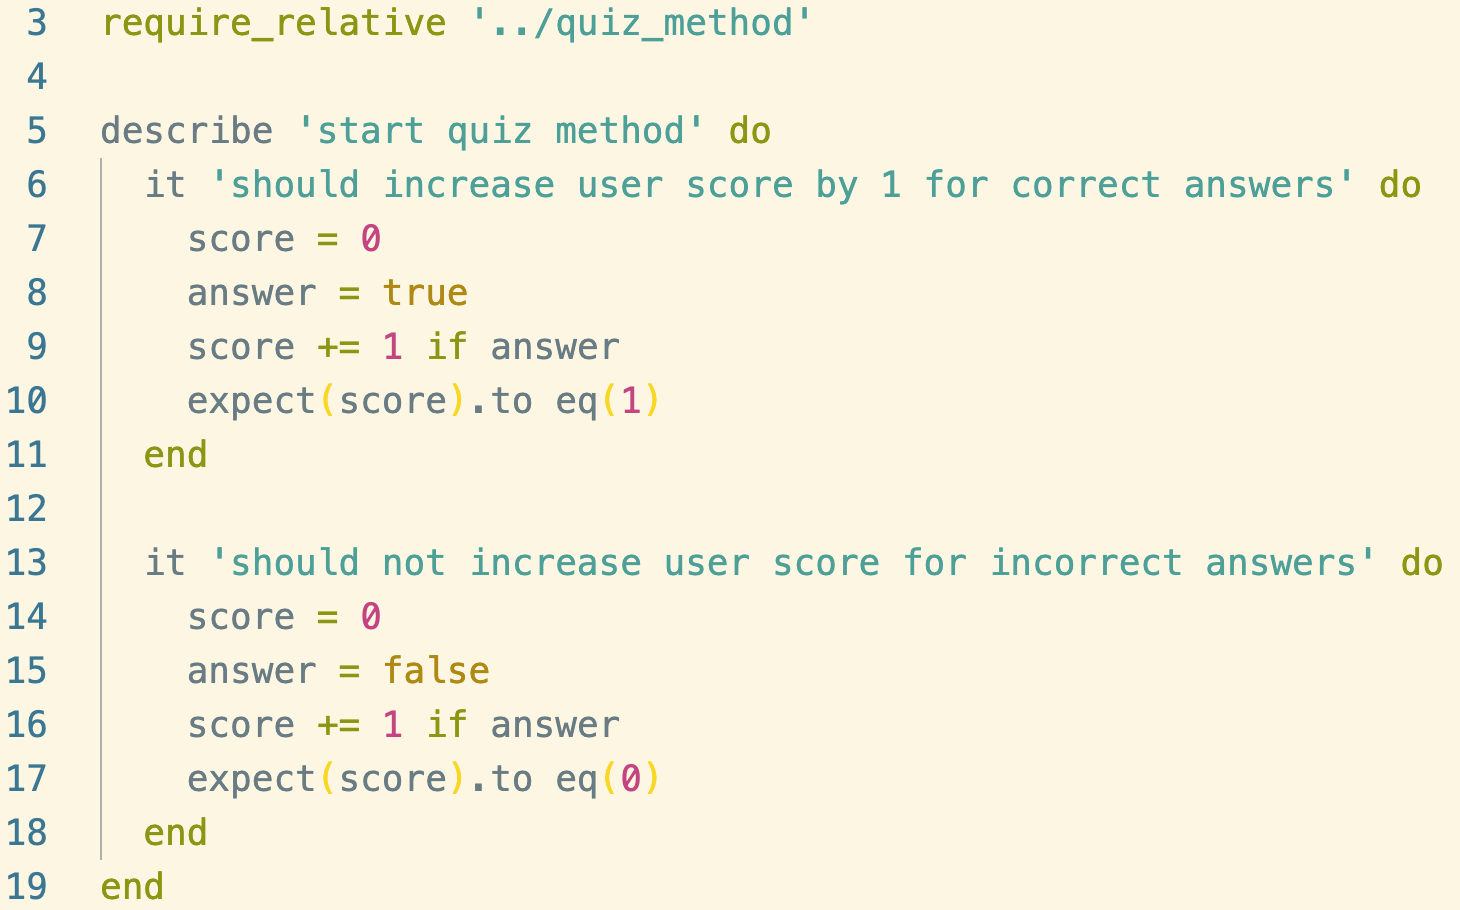 3 require_relative '../quiz_method'
4
5 describe 'start quiz method' do
6   it 'should increase user score by 1 for correct answers' do
7     score = 0
8     answer = true
9     score += 1 if answer
10     expect(score).to eq(1)
11   end
12
13   it 'should not increase user score for incorrect answers' do
14     score = 0
15     answer = false
16     score += 1 if answer
17     expect(score).to eq(0)
18   end
19 end